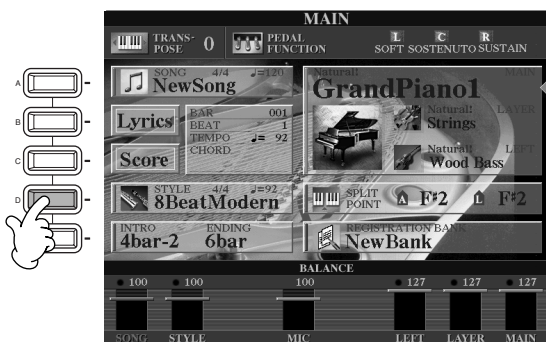 MAIN
TRANS-
POSE 0
PEDAL
FUNCTION
L C R
SOFT SOSTENUTO SUSTAIN
A
B
C
D
SONG 4/4 ♩=120
NewSong
Lyrics
Score
BAR 001
BEAT 1
TEMPO ♩= 92
CHORD
Natural! MAIN
GrandPiano1
Natural! LAYER
Strings
Natural! LEFT
Wood Bass
STYLE 4/4 ♩=92
8BeatModern
SPLIT
POINT A F#2 L F#2
INTRO ENDING
4bar-2 6bar
REGISTRATION BANK
NewBank
BALANCE
100 100 100 127 127 127
SONG STYLE MIC LEFT LAYER MAIN